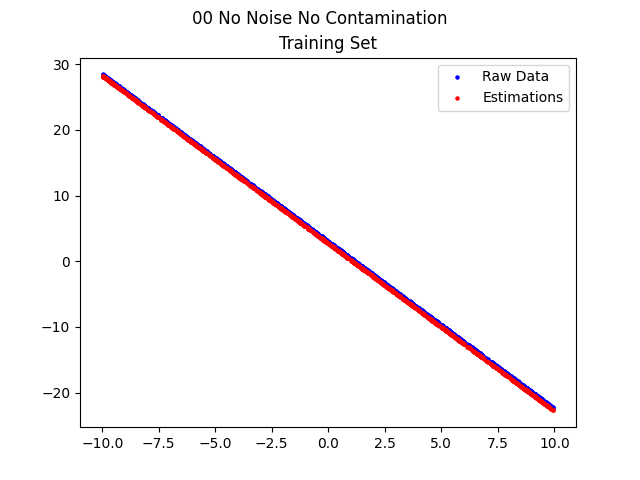 00 No Noise No Contamination
Training Set
Raw Data
Estimations
30
20
10
0
−10
−20
−10.0 −7.5 −5.0 −2.5 0.0 2.5 5.0 7.5 10.0